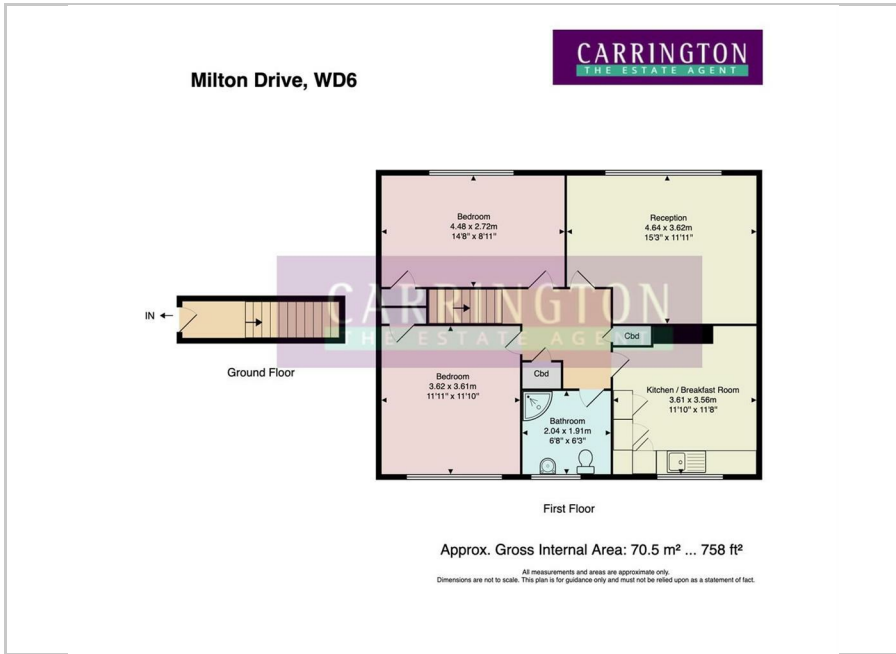 Milton Drive, WD6
CARRINGTON
THE ESTATE AGENT
Bedroom
4.48 x 2.72m
14'8" x 8'11"
Reception
4.64 x 3.62m
15'3" x 11'11"
CARRINGTON
THE ESTATE AGENT
IN
Ground Floor
Cbd
Cbd
Bedroom
3.62 x 3.61m
11'11" x 11'10"
Bathroom
2.04 x 1.91m
6'8" x 6'3"
Kitchen / Breakfast Room
3.61 x 3.56m
11'10" x 11'8"
First Floor
Approx. Gross Internal Area: 70.5 m² ... 758 ft²
All measurements and areas are approximate only.
Dimensions are not to scale. This plan is for guidance only and must not be relied upon as a statement of fact.